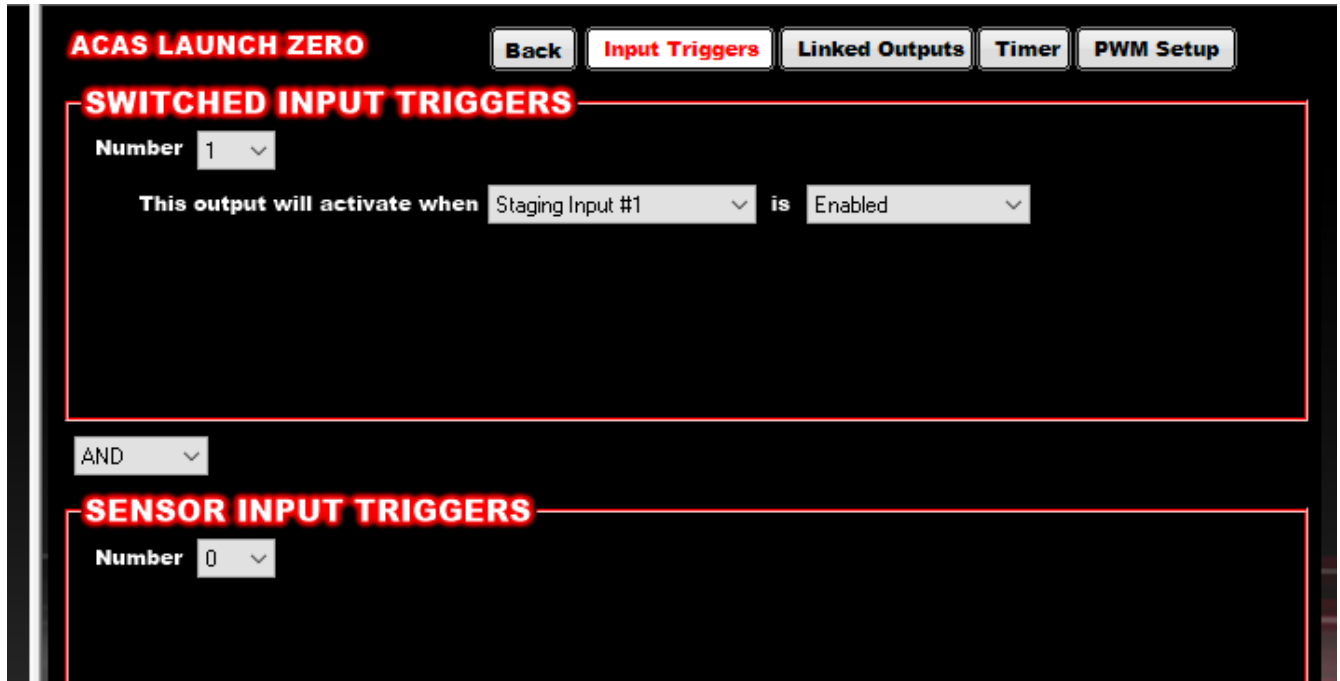 ACAS LAUNCH ZERO Back Input Triggers Linked Outputs Timer PWM Setup
SWITCHED INPUT TRIGGERS
Number 1
This output will activate when Staging Input #1 is Enabled
AND
SENSOR INPUT TRIGGERS
Number 0